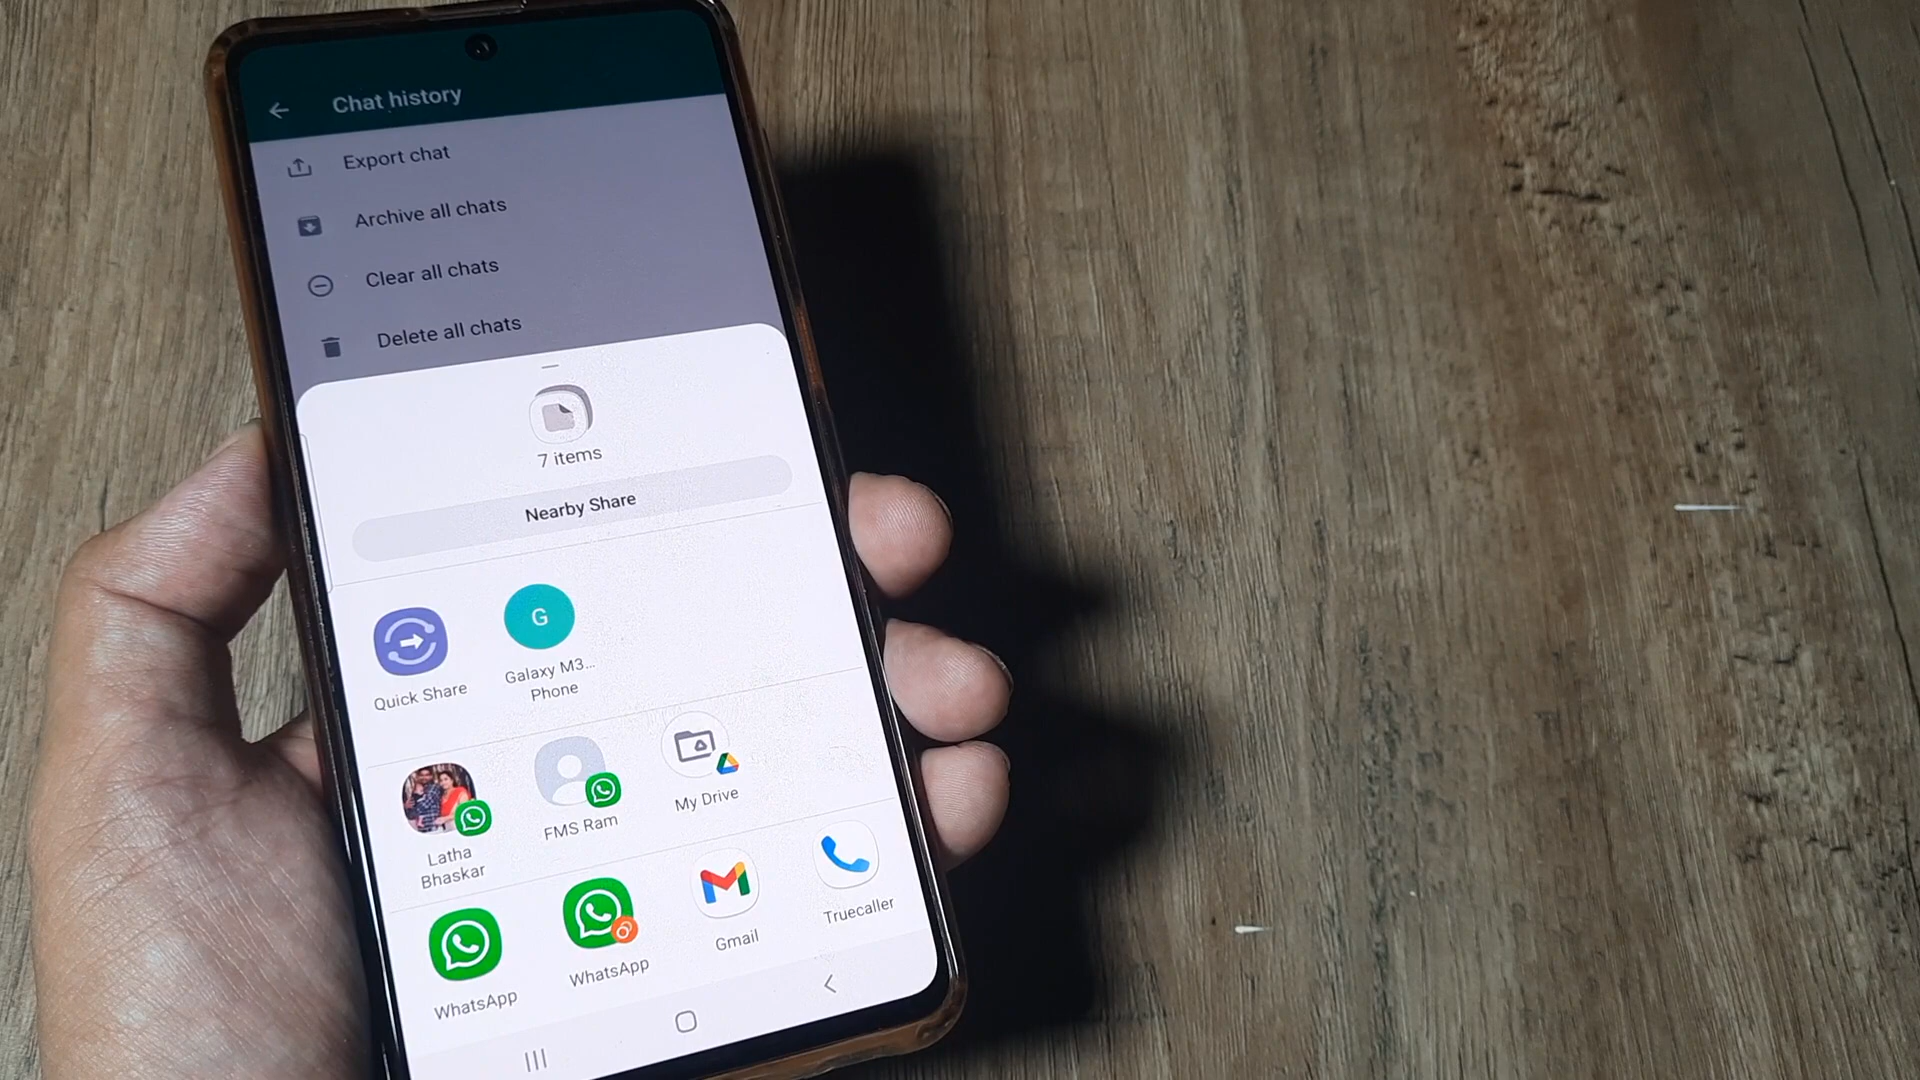 Chat history
Export chat
Archive all chats
Clear all chats
Delete all chats
7 items
Nearby Share
G
Quick Share
Galaxy M3...
Phone
Latha
Bhaskar
FMS Ram
My Drive
WhatsApp
WhatsApp
Gmail
Truecaller